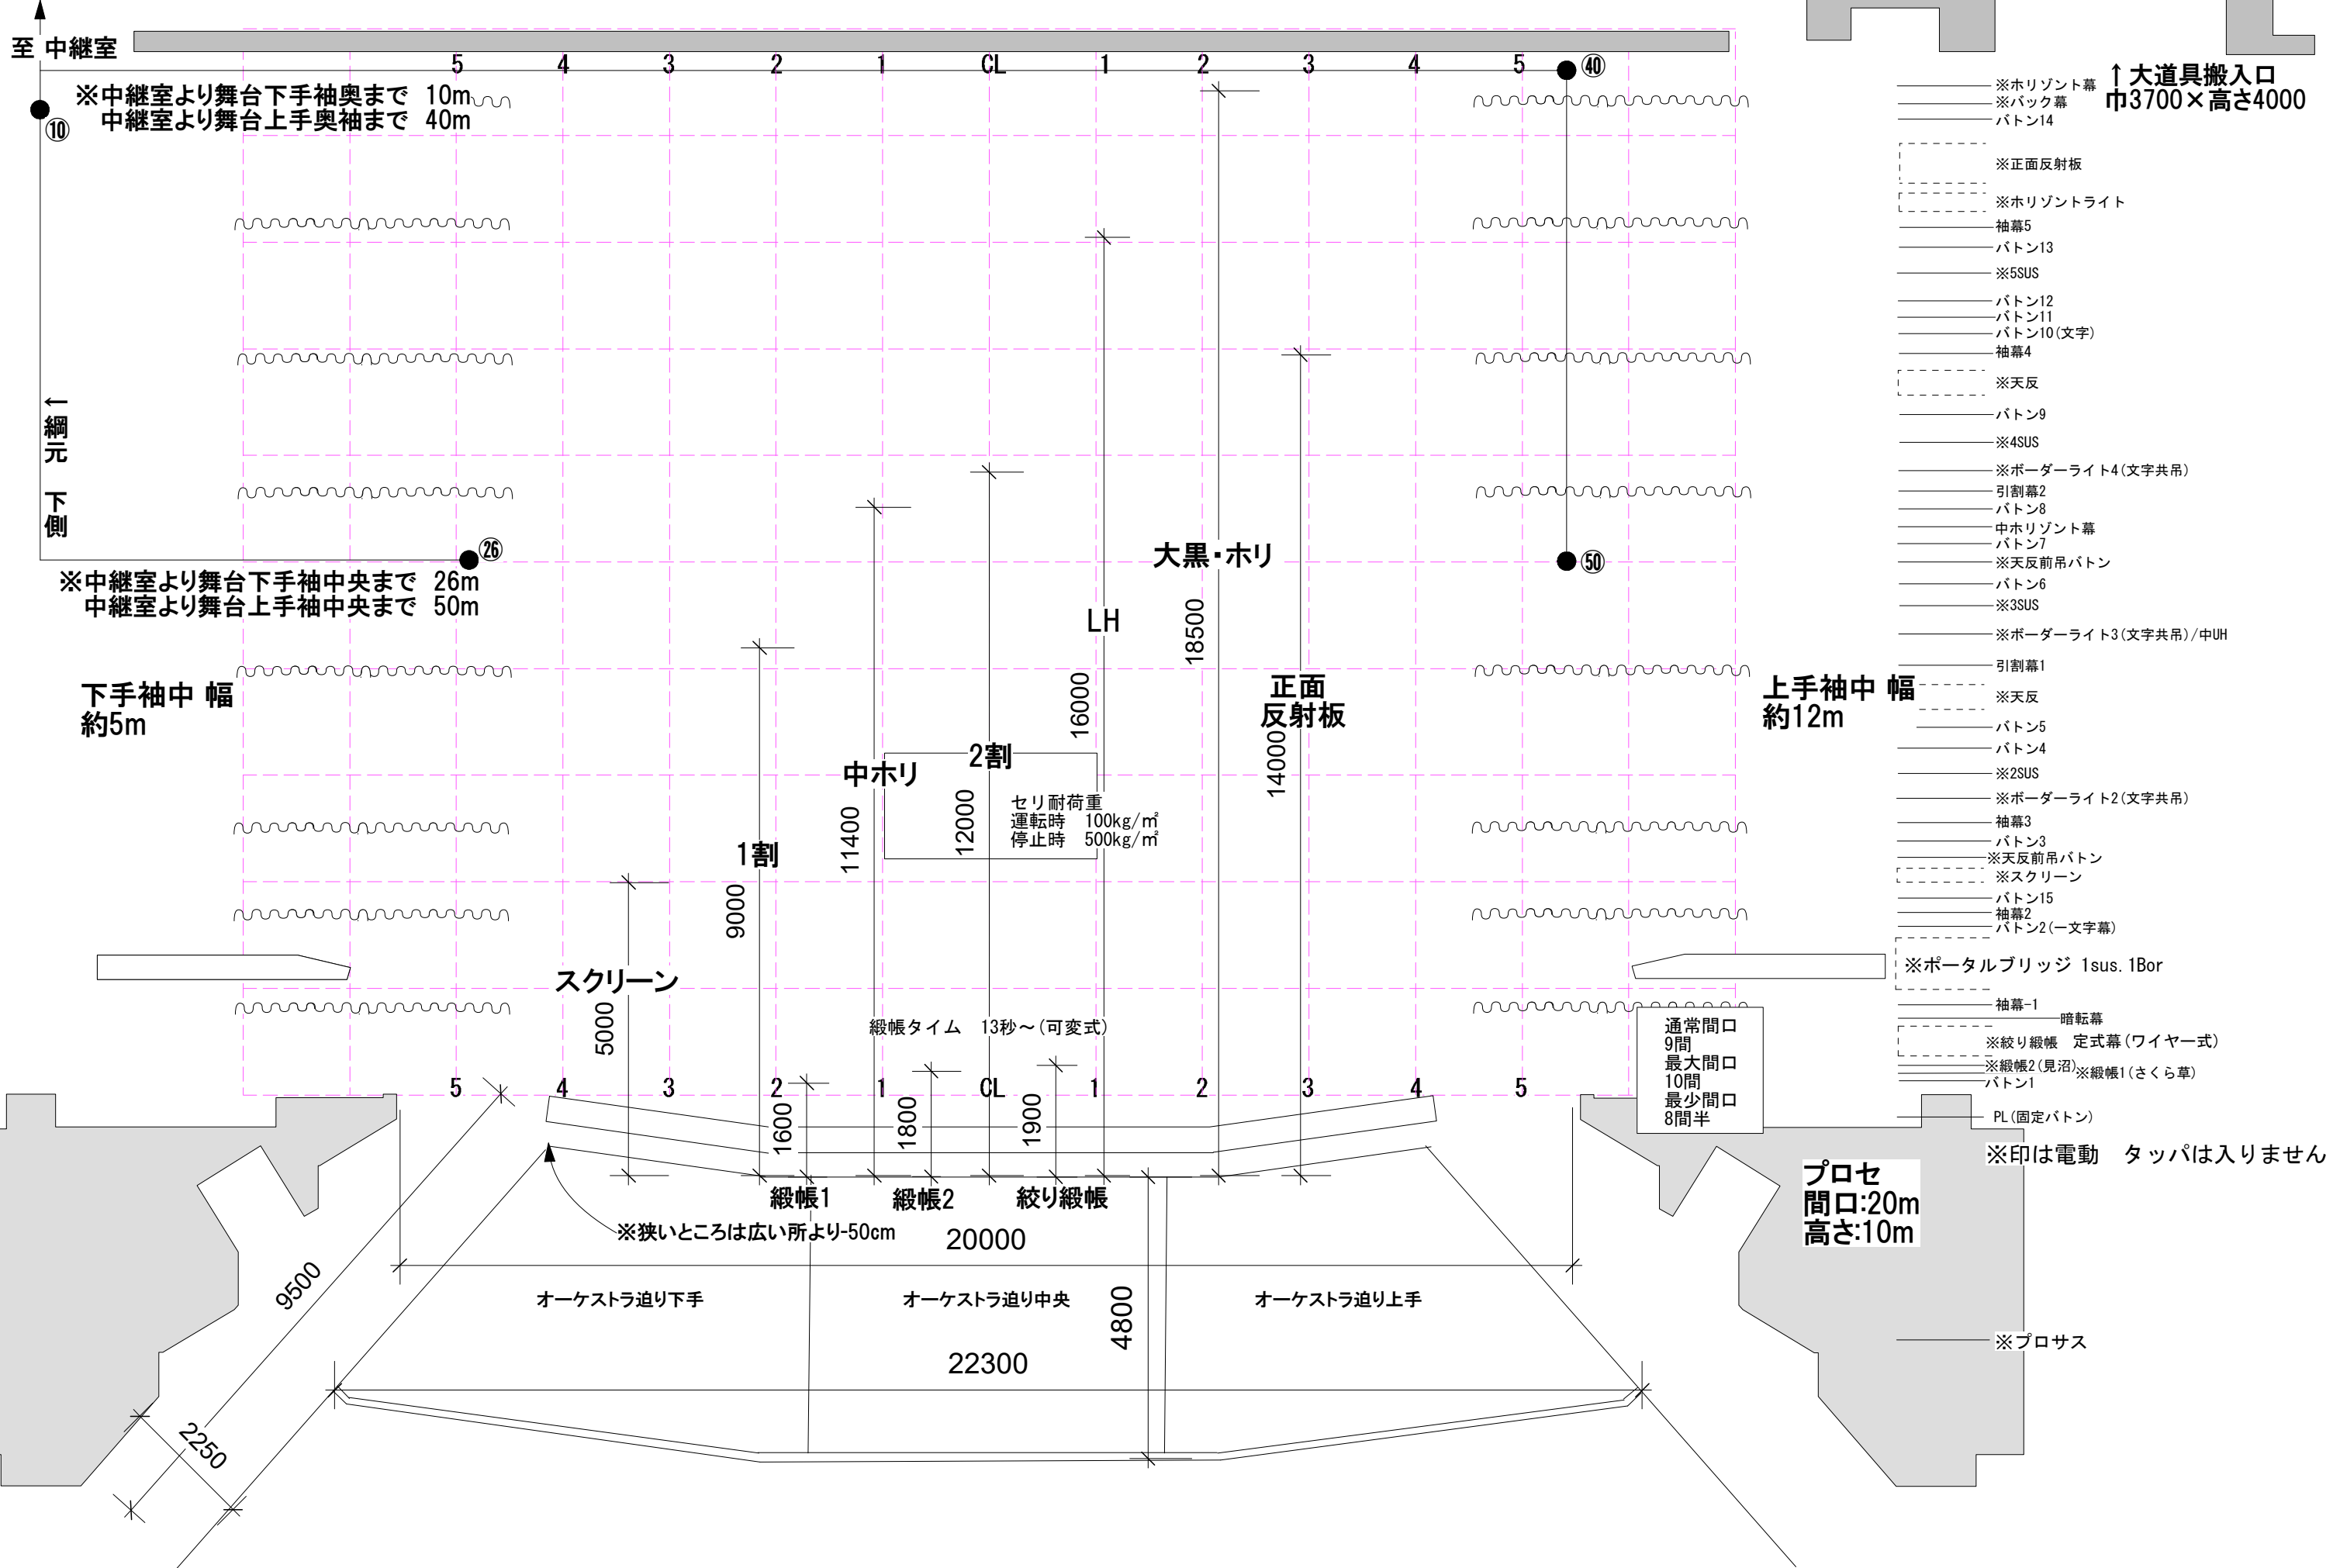 至 中継室
5 4 3 2 1 CL 1 2 3 4 5
㊵
※中継室より舞台下手袖奥まで 10m
中継室より舞台上手奥袖まで 40m
⑩
↑大道具搬入口
巾3700×高さ4000
※ホリゾント幕
※バック幕
バトン14
※正面反射板
※ホリゾントライト
袖幕5
バトン13
※5SUS
バトン12
バトン11
バトン10(文字)
袖幕4
※天反
バトン9
※4SUS
※ボーダーライト4(文字共吊)
引割幕2
バトン8
中ホリゾント幕
バトン7
※天反前吊バトン
バトン6
※3SUS
※ボーダーライト3(文字共吊)/中UH
引割幕1
※天反
バトン5
バトン4
※2SUS
※ボーダーライト2(文字共吊)
袖幕3
バトン3
※天反前吊バトン
※スクリーン
バトン15
袖幕2
バトン2(一文字幕)
※ポータルブリッジ 1sus.1Bor
袖幕-1
暗転幕
※絞り緞帳 定式幕(ワイヤー式)
※緞帳2(見沼)
※緞帳1(さくら草)
バトン1
PL(固定バトン)
※印は電動 タッパは入りません
※プロサス
←綱元 下側
㉖
※中継室より舞台下手袖中央まで 26m
中継室より舞台上手袖中央まで 50m
㊿
大黒・ホリ
18500
LH
16000
正面
反射板
14000
下手袖中 幅
約5m
上手袖中 幅
約12m
2割
12000
中ホリ
11400
セリ耐荷重
運転時 100kg/㎡
停止時 500kg/㎡
1割
9000
スクリーン
5000
緞帳タイム 13秒～(可変式)
通常間口
9間
最大間口
10間
最少間口
8間半
5 4 3 2 1 CL 1 2 3 4 5
1600
1800
1900
緞帳1
緞帳2
絞り緞帳
※狭いところは広い所より-50cm
プロセ
間口:20m
高さ:10m
20000
オーケストラ迫り下手
オーケストラ迫り中央
オーケストラ迫り上手
4800
22300
9500
2250